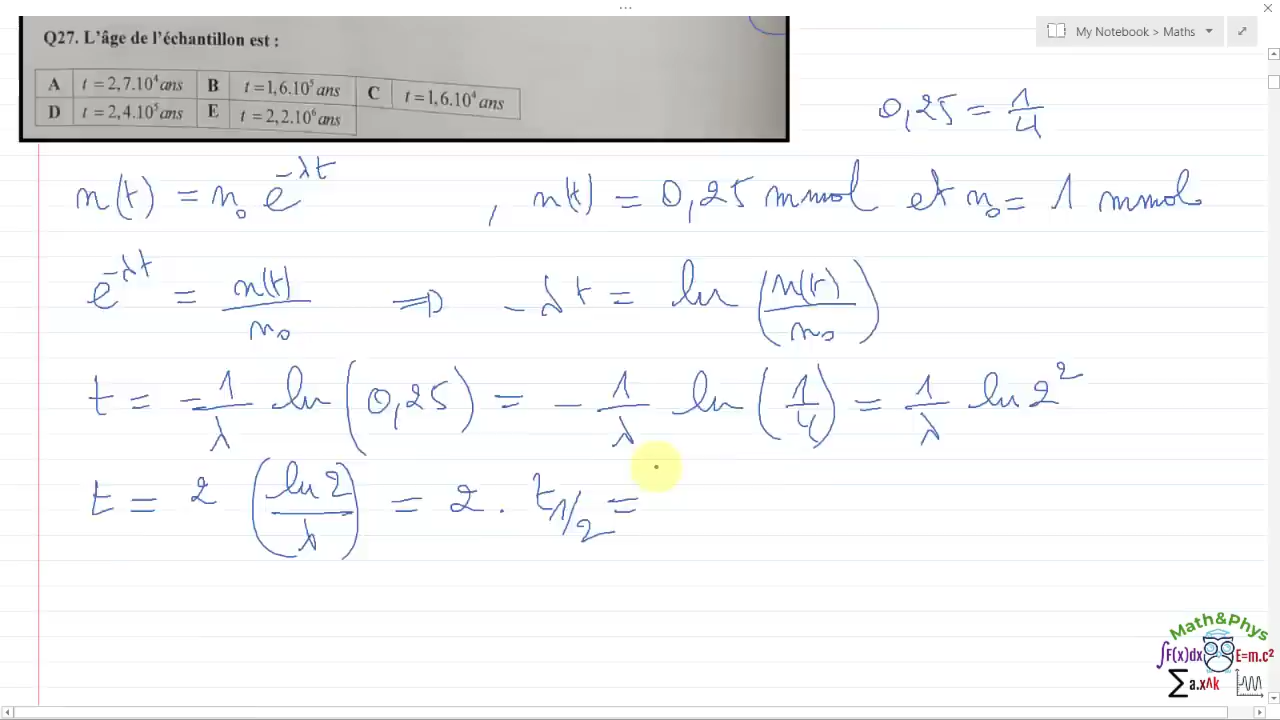 ...
My Notebook > Maths
Q27. L'âge de l'échantillon est :
A t = 2,7.10⁴ ans B t = 1,6.10⁵ ans C t = 1,6.10⁴ ans
D t = 2,4.10⁵ ans E t = 2,2.10⁶ ans
0,25 = 1/4
n(t) = n₀ e^(-λt) , n(t) = 0,25 mmol et n₀ = 1 mmol
e^(-λt) = n(t)/n₀ ⇒ -λt = ln(n(t)/n₀)
t = -1/λ ln(0,25) = -1/λ ln(1/4) = 1/λ ln 2²
t = 2 (ln 2/λ) = 2 . t₁/₂ =
Math&Phys
∫F(x)dx E=m.c²
∑ a.x∧k